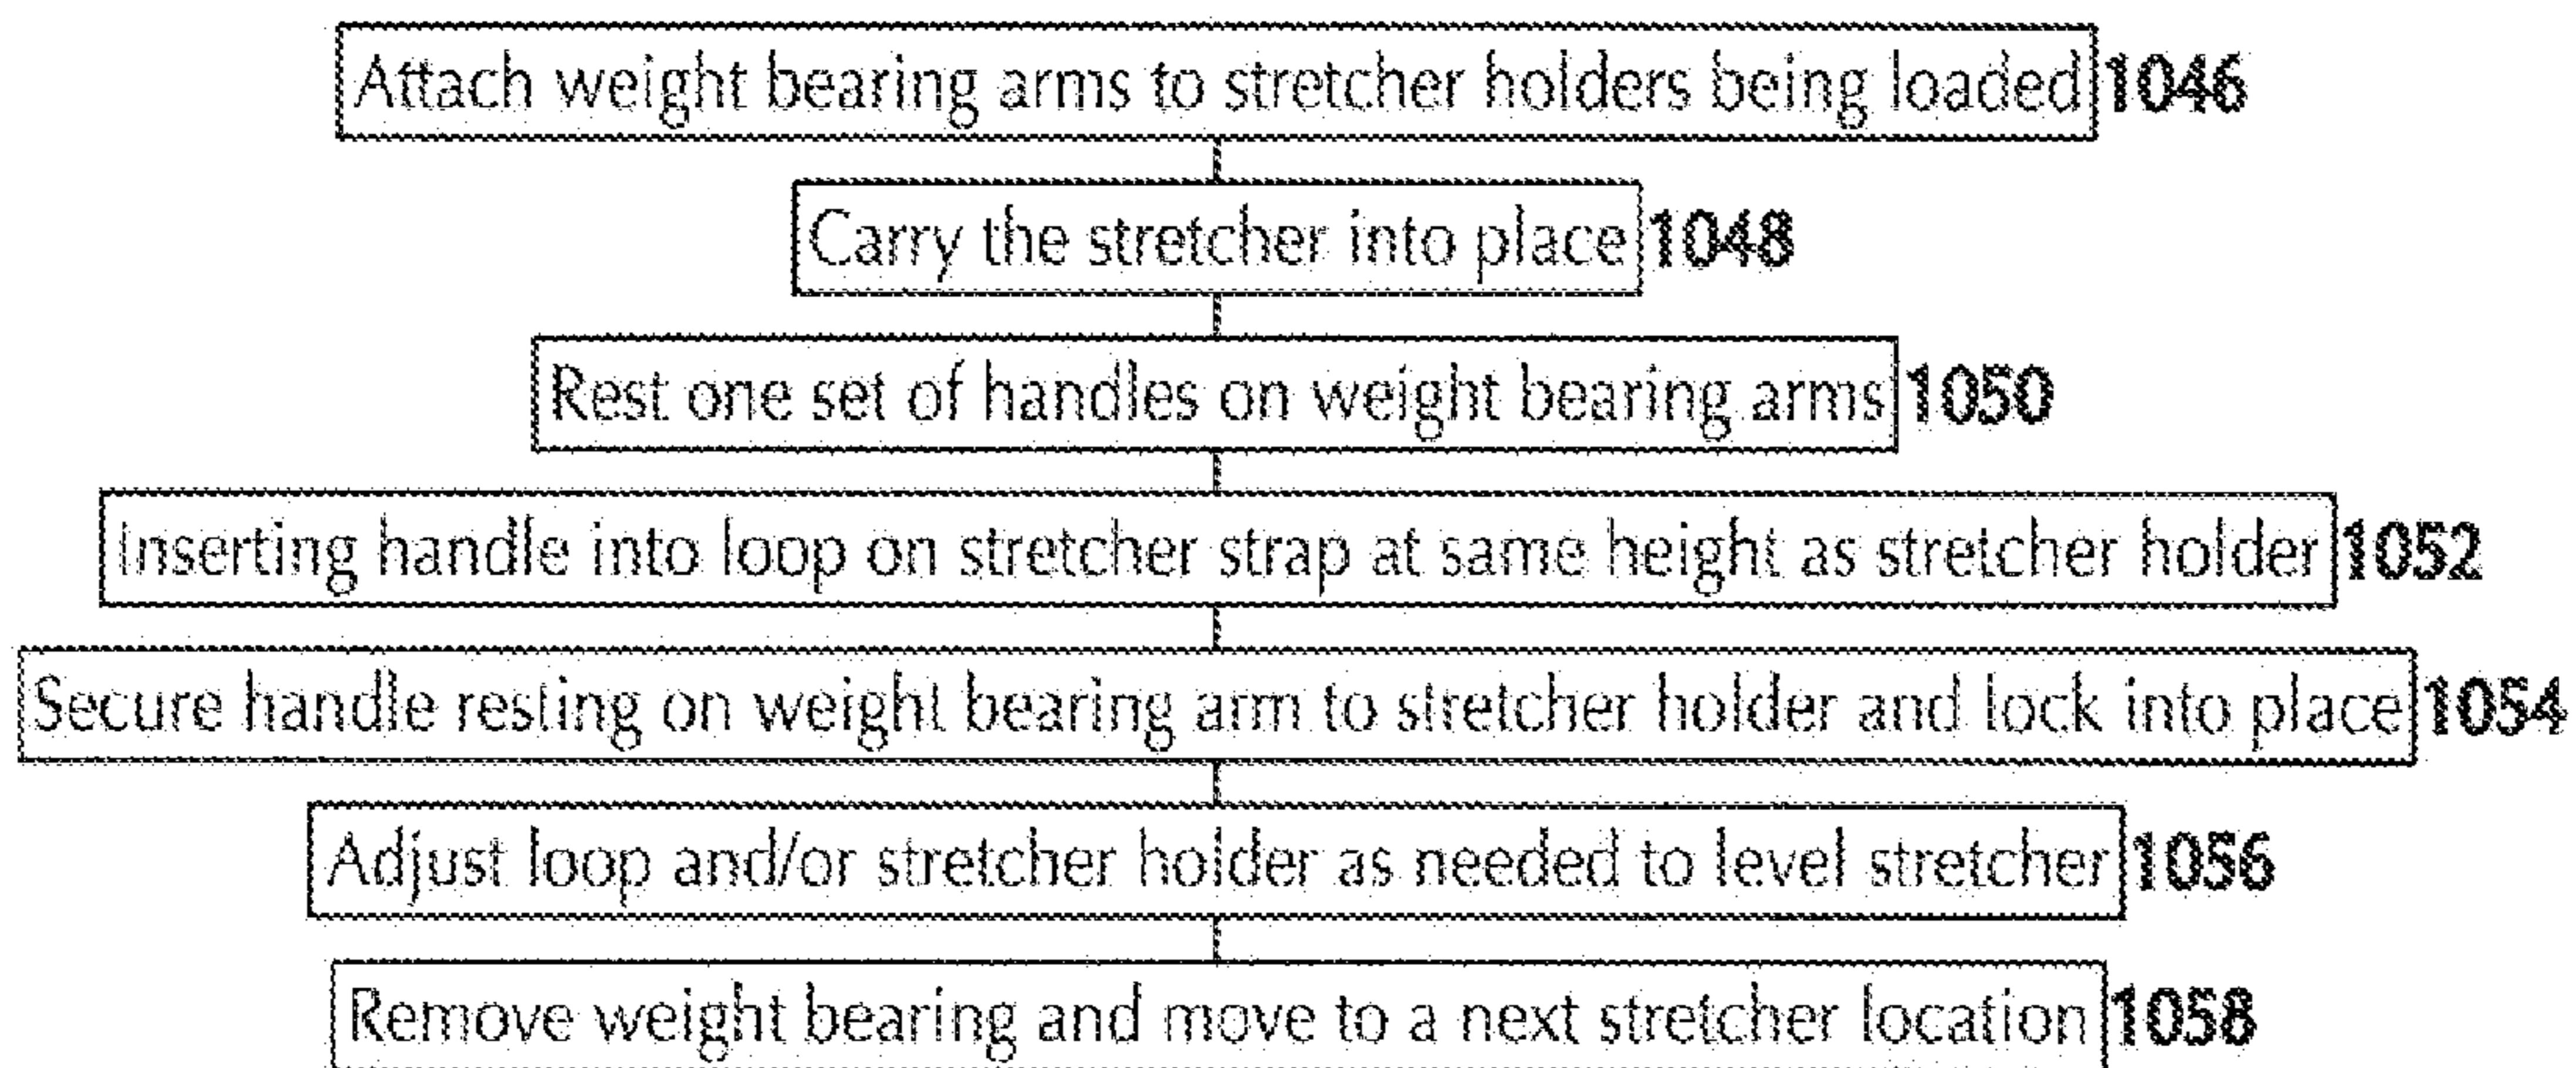 Attach weight bearing arms to stretcher holders being loaded 1046
Carry the stretcher into place 1048
Rest one set of handles on weight bearing arms 1050
Inserting handle into loop on stretcher strap at same height as stretcher holder 1052
Secure handle resting on weight bearing arm to stretcher holder and lock into place 1054
Adjust loop and/or stretcher holder as needed to level stretcher 1056
Remove weight bearing and move to a next stretcher location 1058